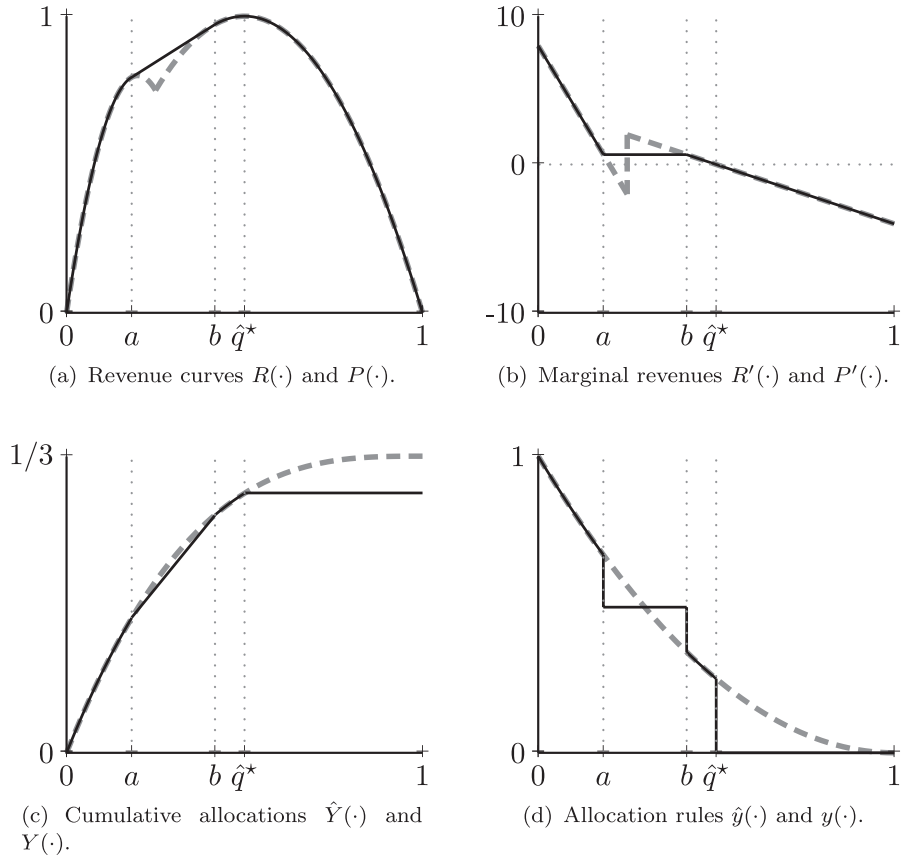 1
0
0 a b q̂⋆ 1
(a) Revenue curves R(·) and P(·).
10
0
-10
0 a b q̂⋆ 1
(b) Marginal revenues R′(·) and P′(·).
1/3
0
0 a b q̂⋆ 1
(c) Cumulative allocations Ŷ(·) and
Y(·).
1
0
0 a b q̂⋆ 1
(d) Allocation rules ŷ(·) and y(·).